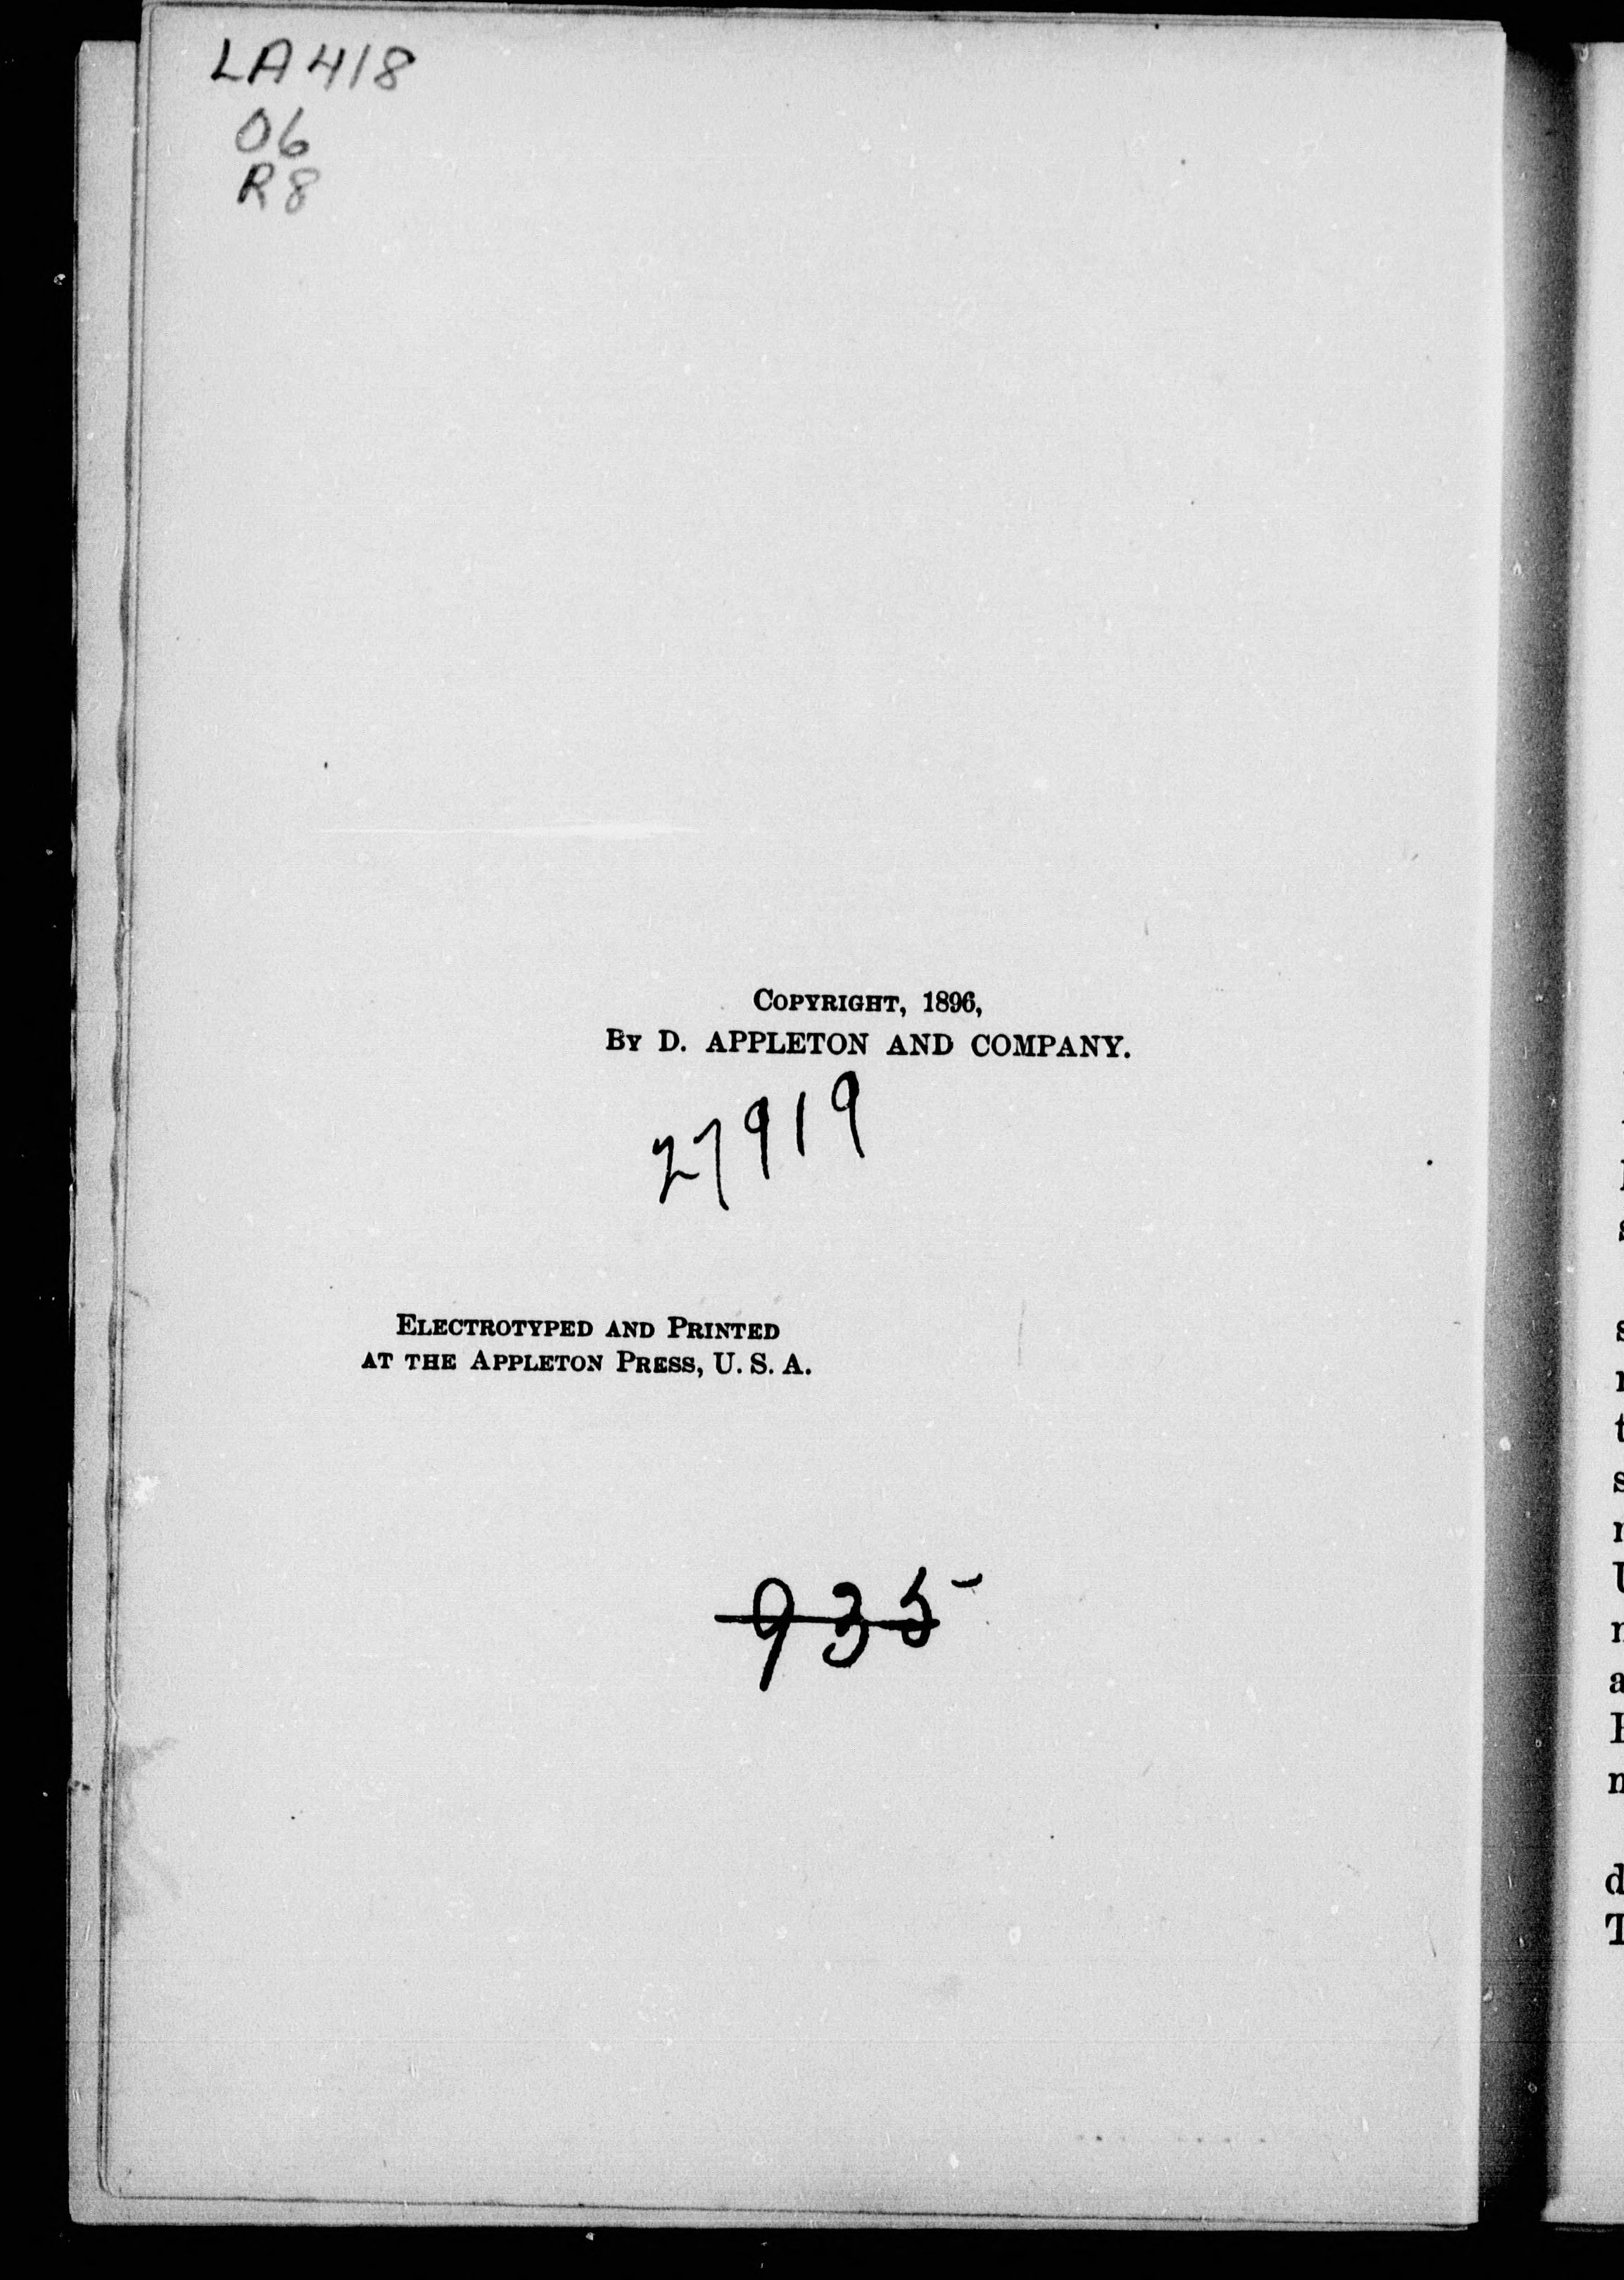 LA418
O6
R8
COPYRIGHT, 1896,
BY D. APPLETON AND COMPANY.
27919
ELECTROTYPED AND PRINTED
AT THE APPLETON PRESS, U. S. A.
935